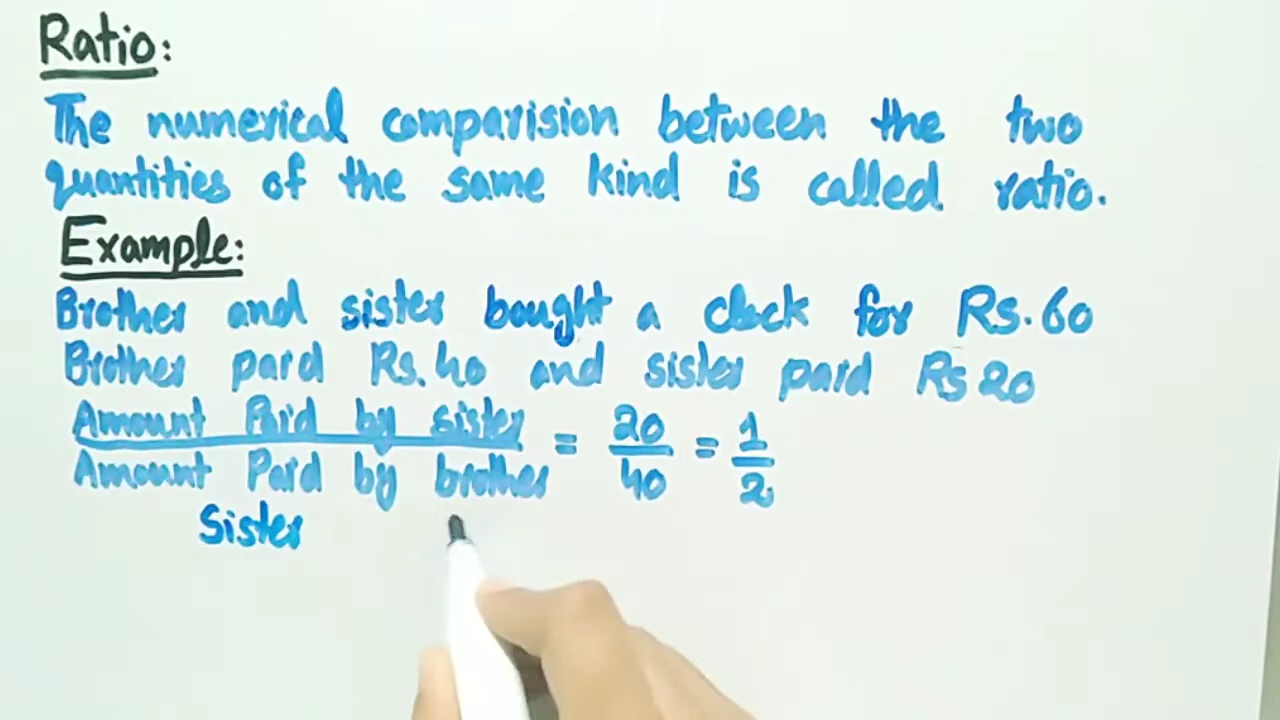 Ratio:
The numerical comparision between the two
quantities of the same kind is called ratio.
Example:
Brother and sister bought a clock for Rs.60
Brother paid Rs.40 and sister paid Rs 20
Amount Paid by sister = 20 = 1
Amount Paid by brother 40 2
Sister